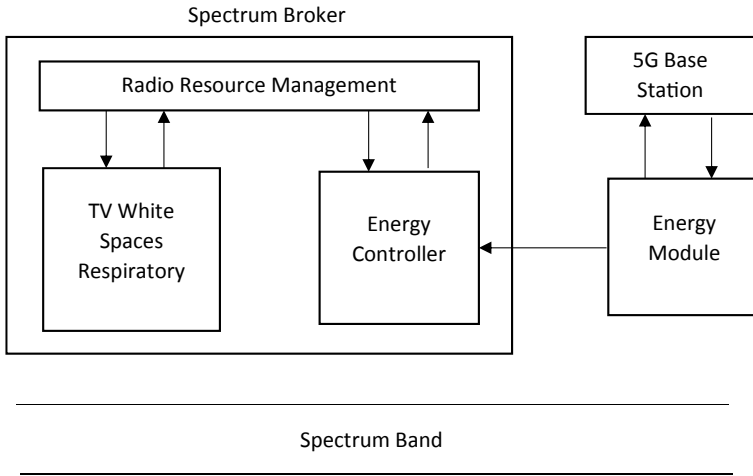 Spectrum Broker
Radio Resource Management
5G Base
Station
TV White
Spaces
Respiratory
Energy
Controller
Energy
Module
Spectrum Band